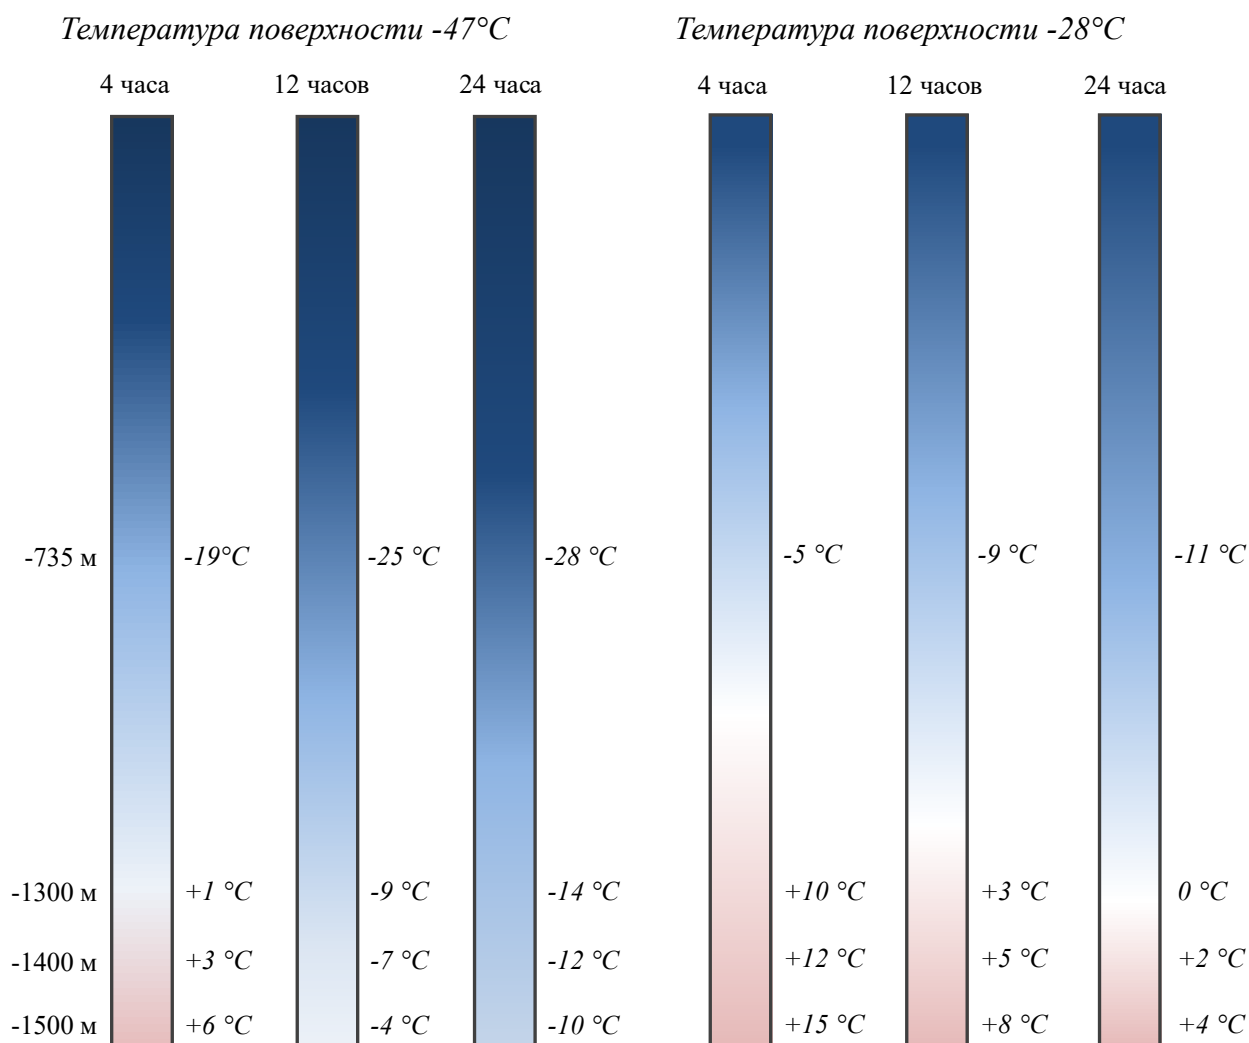 Температура поверхности -47°C Температура поверхности -28°C
4 часа 12 часов 24 часа 4 часа 12 часов 24 часа
-735 м -19°C -25 °C -28 °C -5 °C -9 °C -11 °C
-1300 м +1 °C -9 °C -14 °C +10 °C +3 °C 0 °C
-1400 м +3 °C -7 °C -12 °C +12 °C +5 °C +2 °C
-1500 м +6 °C -4 °C -10 °C +15 °C +8 °C +4 °C